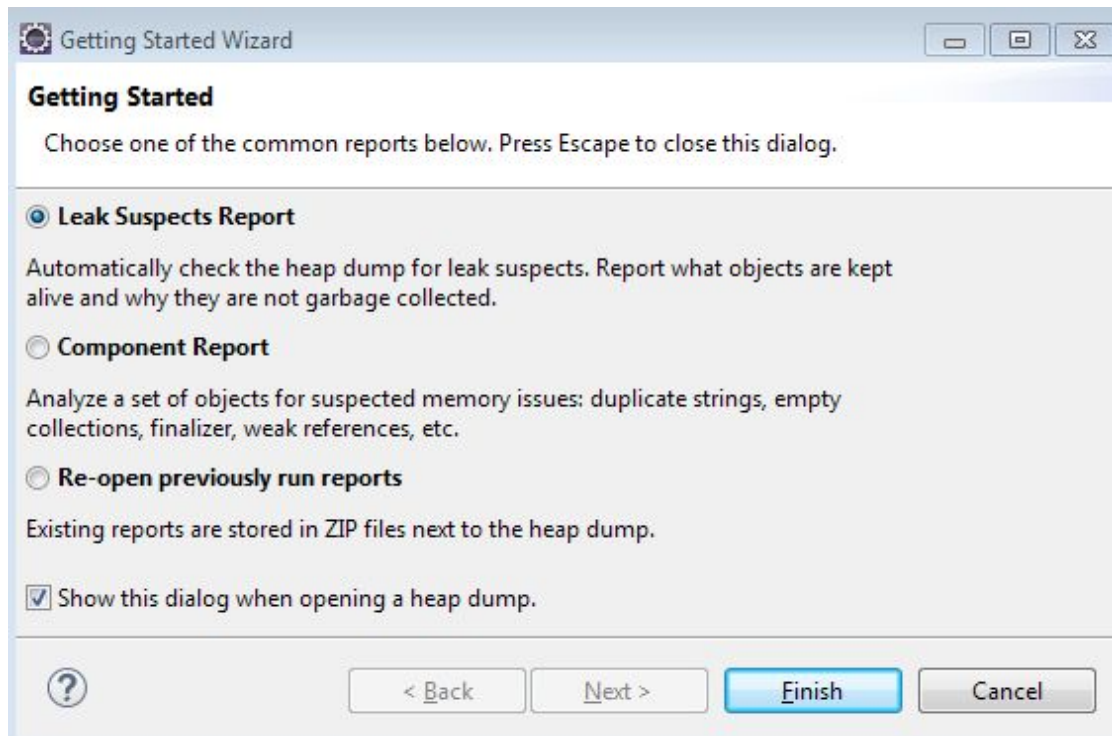 Getting Started Wizard
Getting Started
Choose one of the common reports below. Press Escape to close this dialog.
Leak Suspects Report
Automatically check the heap dump for leak suspects. Report what objects are kept
alive and why they are not garbage collected.
Component Report
Analyze a set of objects for suspected memory issues: duplicate strings, empty
collections, finalizer, weak references, etc.
Re-open previously run reports
Existing reports are stored in ZIP files next to the heap dump.
Show this dialog when opening a heap dump.
? < Back Next > Finish Cancel